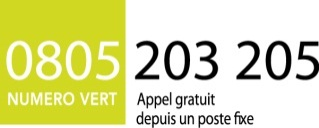 0805 203 205
NUMERO VERT Appel gratuit
depuis un poste fixe